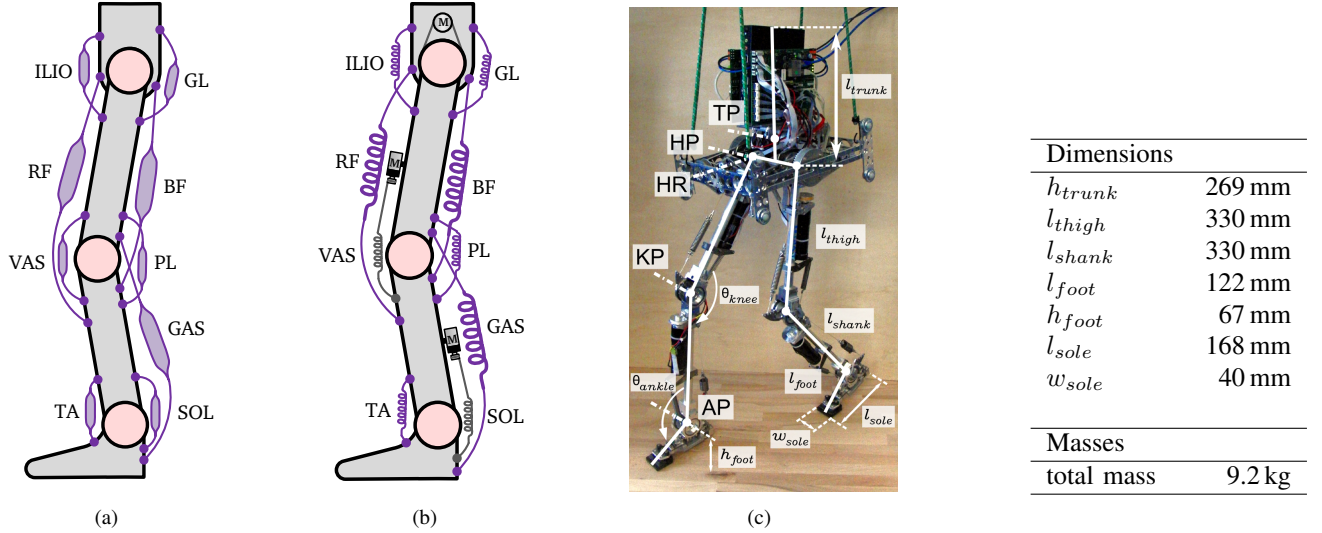 ILIO
GL
RF
BF
VAS
PL
GAS
TA
SOL
(a)
M
ILIO
GL
RF
M
BF
VAS
PL
GAS
M
TA
SOL
(b)
l_trunk
TP
HP
HR
l_thigh
KP
θ_knee
l_shank
θ_ankle
l_foot
AP
l_sole
w_sole
h_foot
(c)
Dimensions
h_trunk 269 mm
l_thigh 330 mm
l_shank 330 mm
l_foot 122 mm
h_foot 67 mm
l_sole 168 mm
w_sole 40 mm
Masses
total mass 9.2 kg